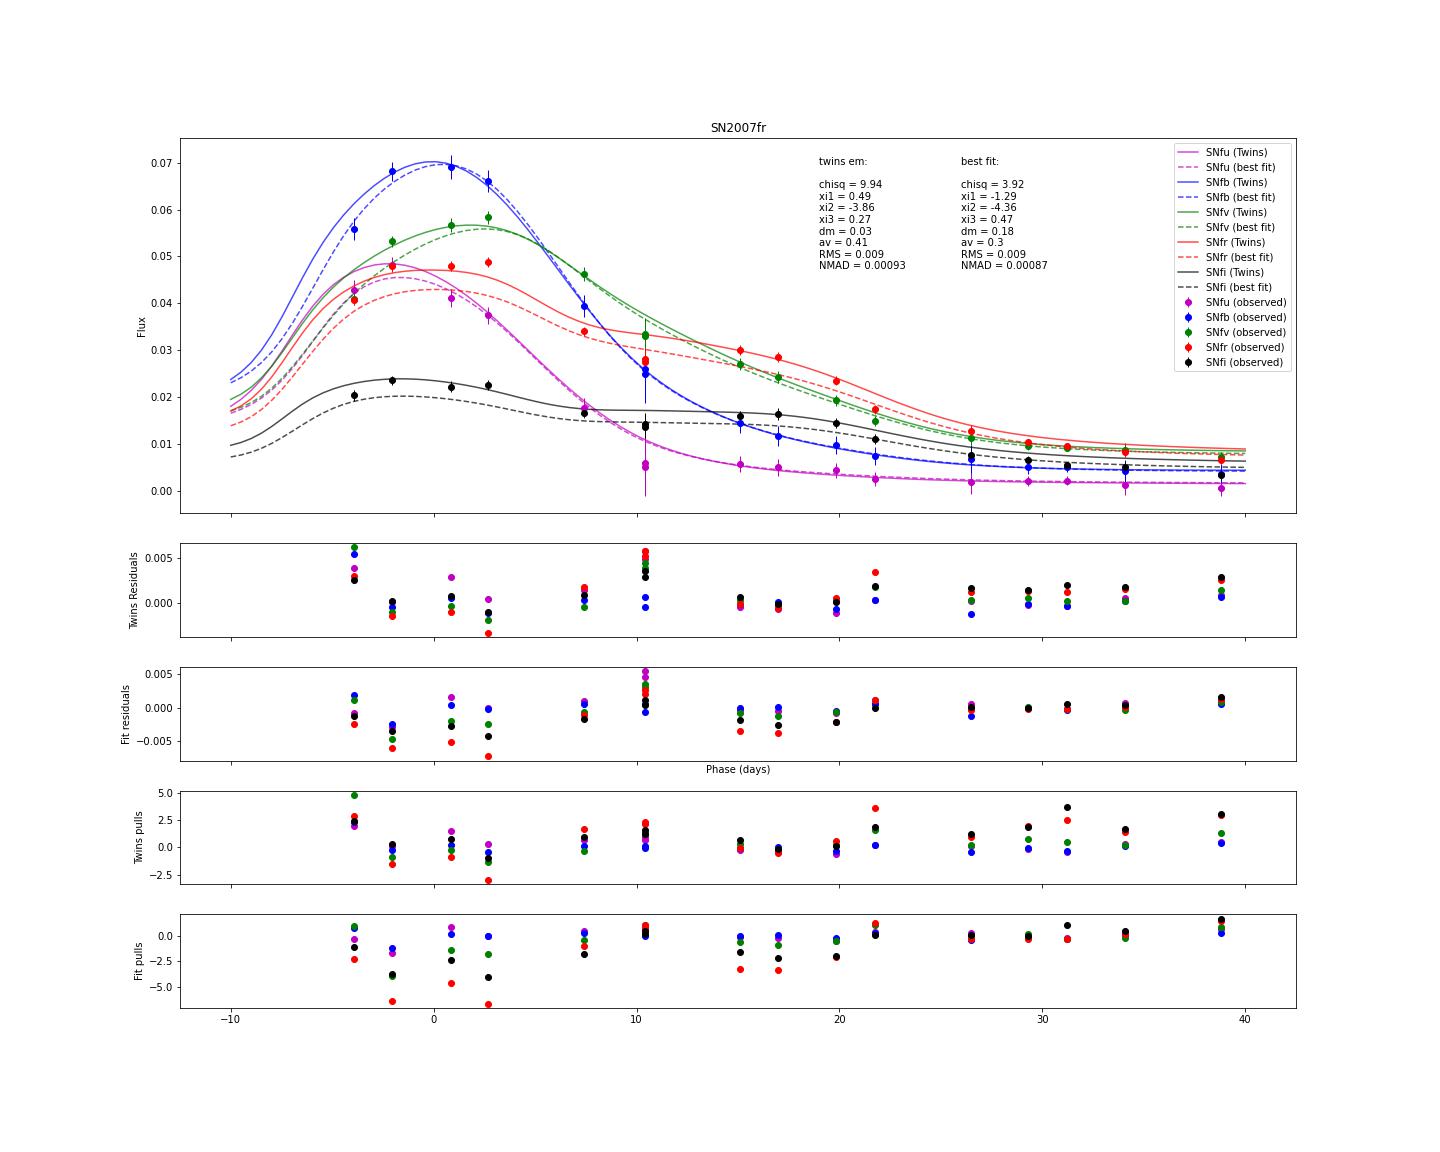 SN2007fr
Flux
0.07
0.06
0.05
0.04
0.03
0.02
0.01
0.00
twins em:
chisq = 9.94
xi1 = 0.49
xi2 = -3.86
xi3 = 0.27
dm = 0.03
av = 0.41
RMS = 0.009
NMAD = 0.00093
best fit:
chisq = 3.92
xi1 = -1.29
xi2 = -4.36
xi3 = 0.47
dm = 0.18
av = 0.3
RMS = 0.009
NMAD = 0.00087
SNfu (Twins)
SNfu (best fit)
SNfb (Twins)
SNfb (best fit)
SNfv (Twins)
SNfv (best fit)
SNfr (Twins)
SNfr (best fit)
SNfi (Twins)
SNfi (best fit)
SNfu (observed)
SNfb (observed)
SNfv (observed)
SNfr (observed)
SNfi (observed)
Twins Residuals
0.005
0.000
Fit residuals
0.005
0.000
−0.005
Phase (days)
Twins pulls
5.0
2.5
0.0
−2.5
Fit pulls
0.0
−2.5
−5.0
−10 0 10 20 30 40